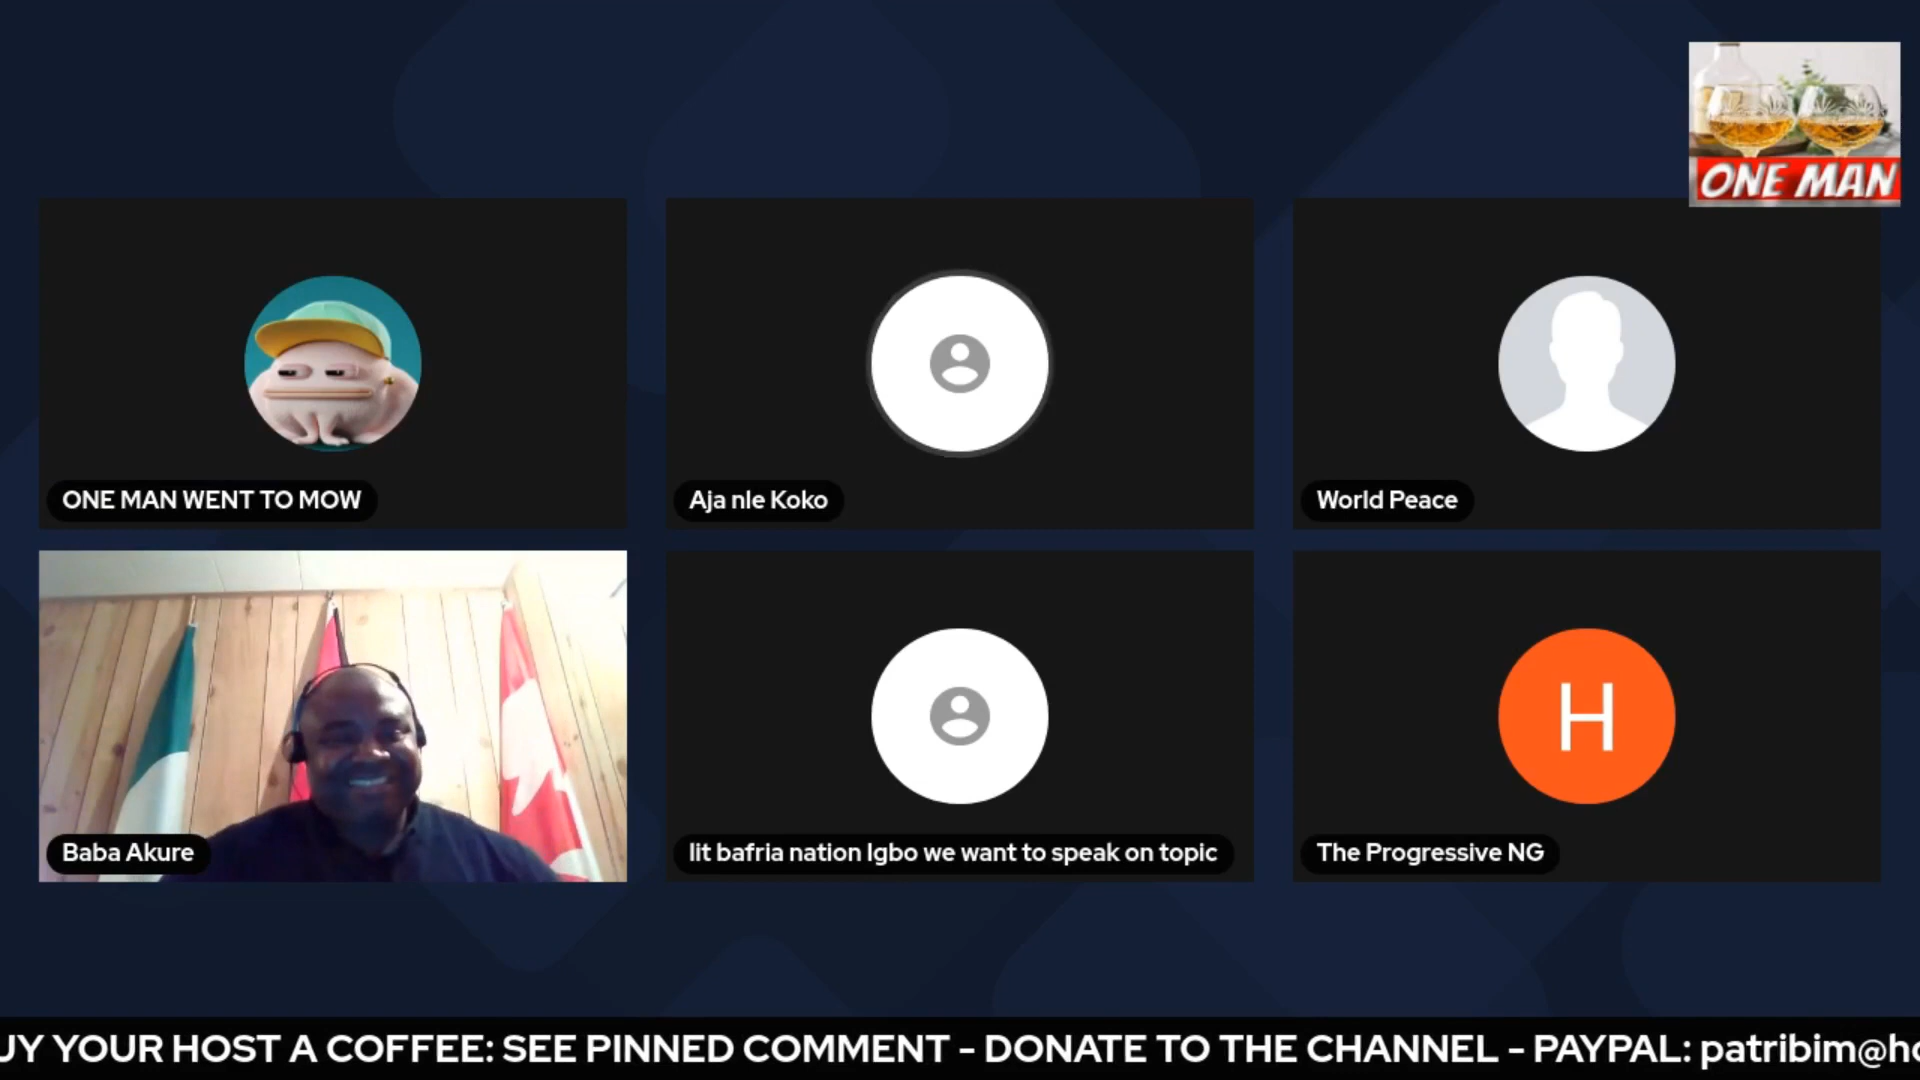 ONE MAN
ONE MAN WENT TO MOW
Aja nle Koko
World Peace
H
Baba Akure
lit bafria nation Igbo we want to speak on topic
The Progressive NG
UY YOUR HOST A COFFEE: SEE PINNED COMMENT - DONATE TO THE CHANNEL - PAYPAL: patribim@ho